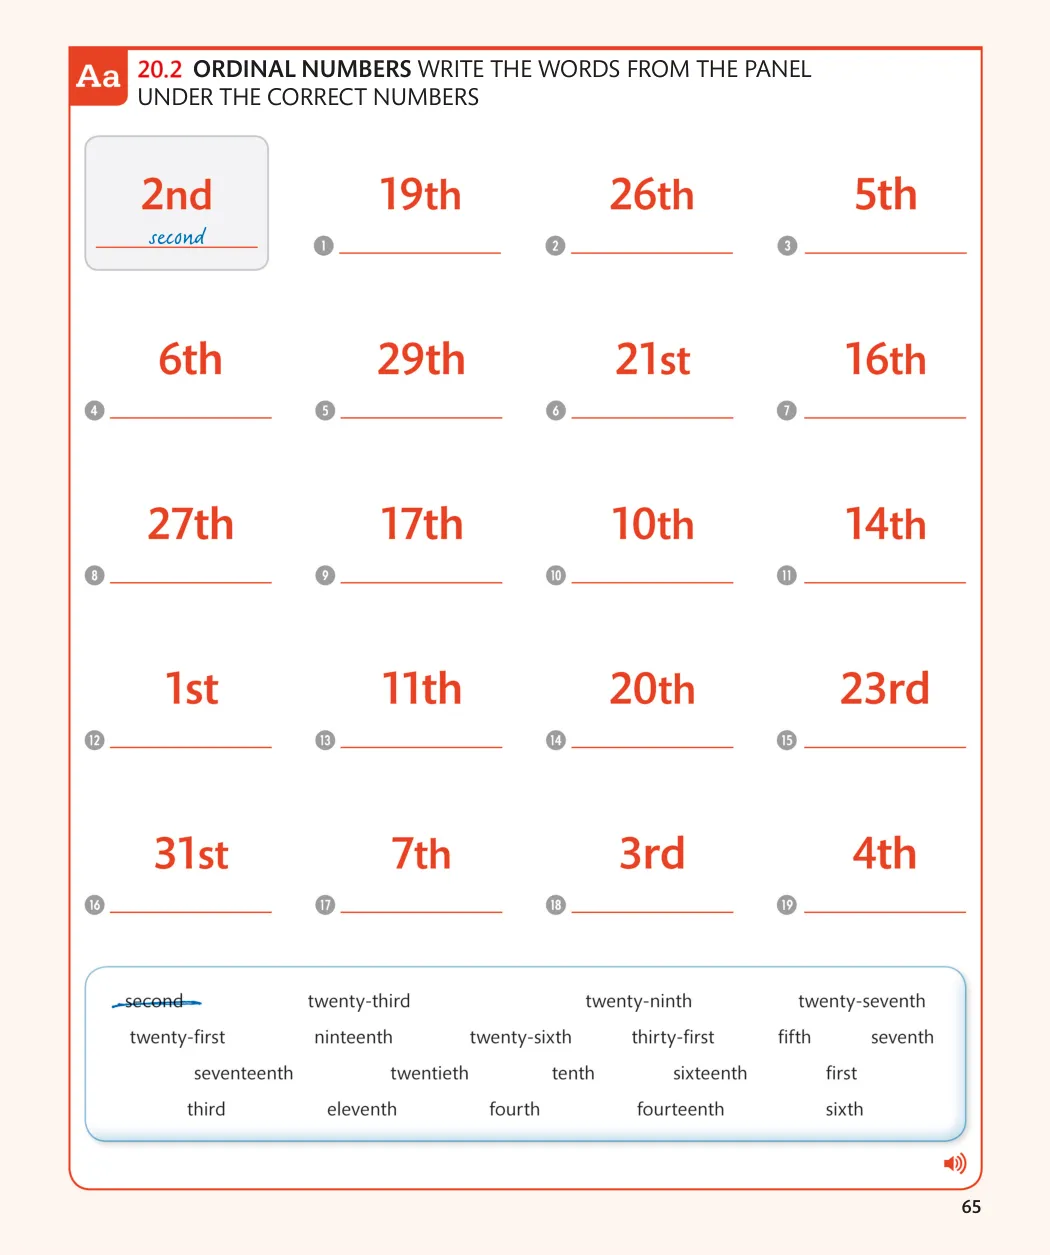 Aa 20.2 ORDINAL NUMBERS WRITE THE WORDS FROM THE PANEL
UNDER THE CORRECT NUMBERS
2nd 19th 26th 5th
second 1 2 3
6th 29th 21st 16th
4 5 6 7
27th 17th 10th 14th
8 9 10 11
1st 11th 20th 23rd
12 13 14 15
31st 7th 3rd 4th
16 17 18 19
second twenty-third twenty-ninth twenty-seventh
twenty-first ninteenth twenty-sixth thirty-first fifth seventh
seventeenth twentieth tenth sixteenth first
third eleventh fourth fourteenth sixth
65